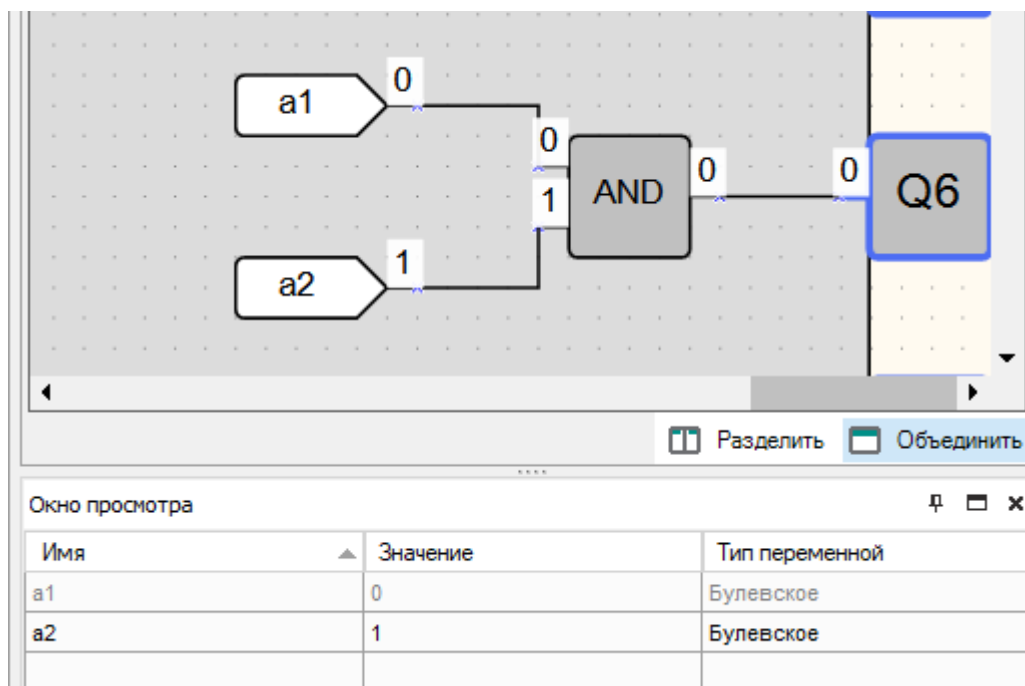 0
a1
0
1
AND
0
0
Q6
1
a2
Разделить
Объединить
Окно просмотра
Имя Значение Тип переменной
a1 0 Булевское
a2 1 Булевское